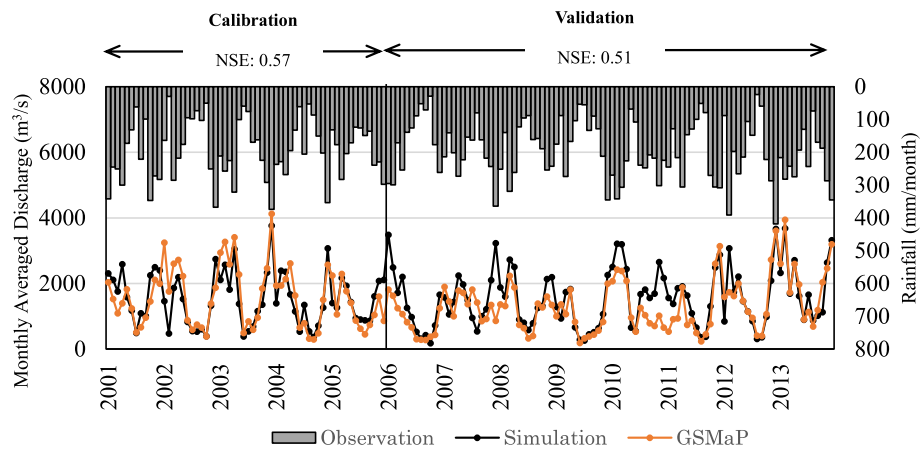 Calibration Validation
NSE: 0.57 NSE: 0.51
Monthly Averaged Discharge (m³/s)
8000
6000
4000
2000
0
0
100
200
300
400
500
600
700
800
Rainfall (mm/month)
2001 2002 2003 2004 2005 2006 2007 2008 2009 2010 2011 2012 2013
Observation Simulation GSMaP